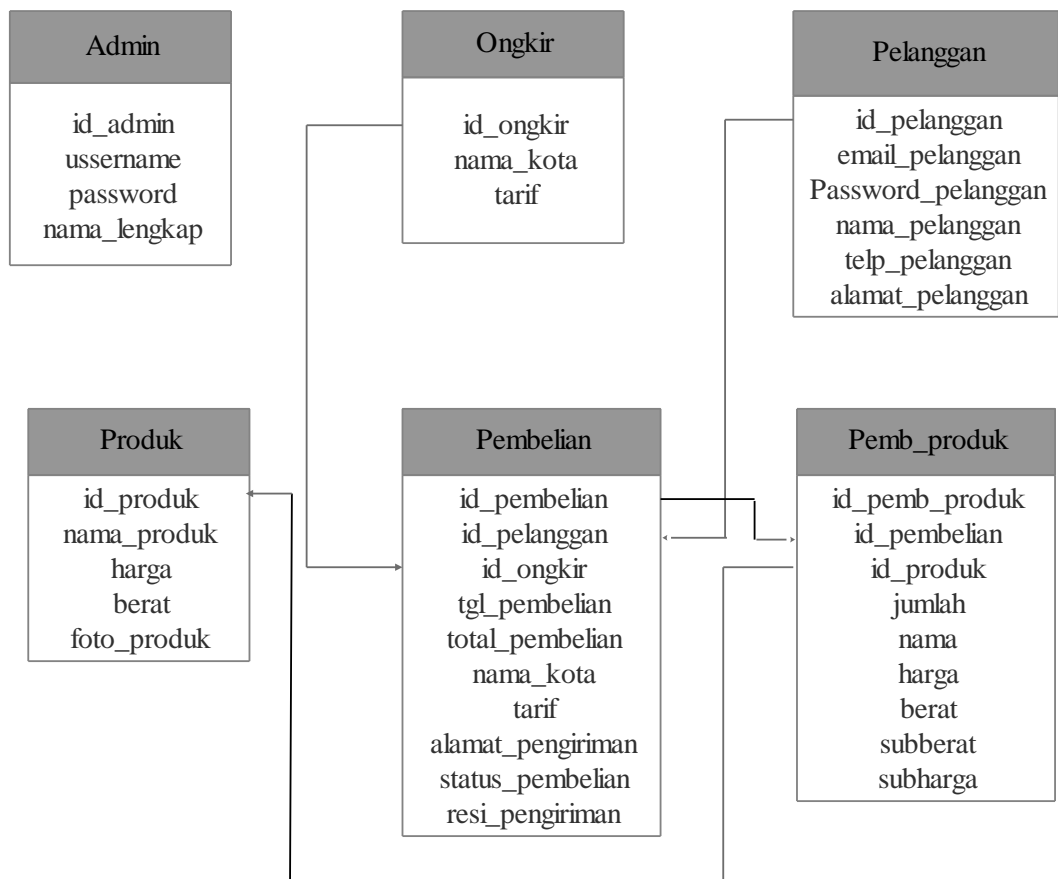 Admin
id_admin
ussername
password
nama_lengkap
Ongkir
id_ongkir
nama_kota
tarif
Pelanggan
id_pelanggan
email_pelanggan
Password_pelanggan
nama_pelanggan
telp_pelanggan
alamat_pelanggan
Produk
id_produk
nama_produk
harga
berat
foto_produk
Pembelian
id_pembelian
id_pelanggan
id_ongkir
tgl_pembelian
total_pembelian
nama_kota
tarif
alamat_pengiriman
status_pembelian
resi_pengiriman
Pemb_produk
id_pemb_produk
id_pembelian
id_produk
jumlah
nama
harga
berat
subberat
subharga